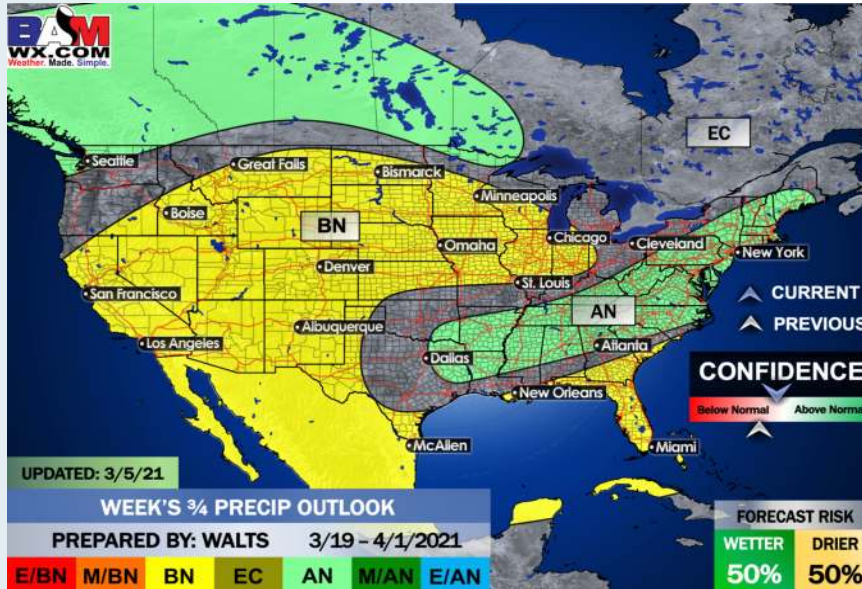 BAM
WX.COM
Weather. Made. Simple.
EC
Seattle
Great Falls
Bismarck
Minneapolis
Boise
BN
Omaha
Chicago
Cleveland
New York
Denver
St. Louis
San Francisco
AN
CURRENT
Albuquerque
PREVIOUS
Los Angeles
Dallas
Atlanta
CONFIDENCE
New Orleans
Below Normal Above Norma
McAllen
Miami
UPDATED: 3/5/21
WEEK'S ¾ PRECIP OUTLOOK
PREPARED BY: WALTS 3/19 – 4/1/2021
E/BN M/BN BN EC AN M/AN E/AN
FORECAST RISK
WETTER DRIER
50% 50%